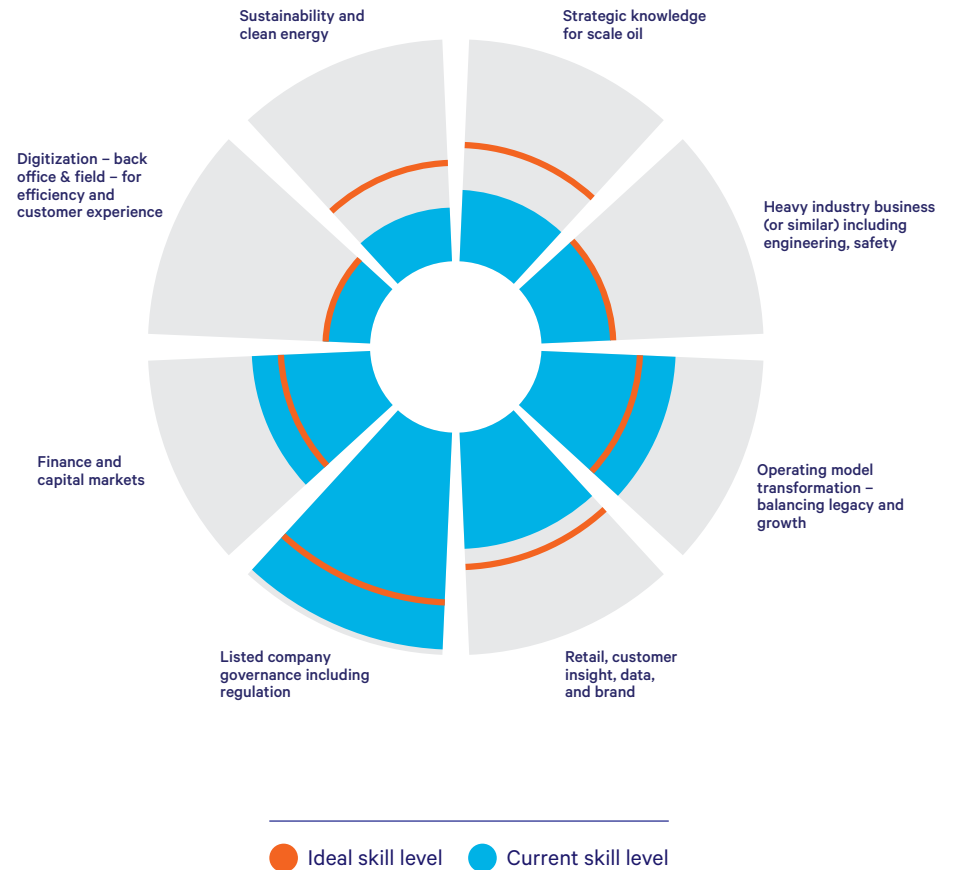 Sustainability and
clean energy
Strategic knowledge
for scale oil
Digitization – back
office & field – for
efficiency and
customer experience
Heavy industry business
(or similar) including
engineering, safety
Finance and
capital markets
Operating model
transformation –
balancing legacy and
growth
Listed company
governance including
regulation
Retail, customer
insight, data,
and brand
Ideal skill level
Current skill level